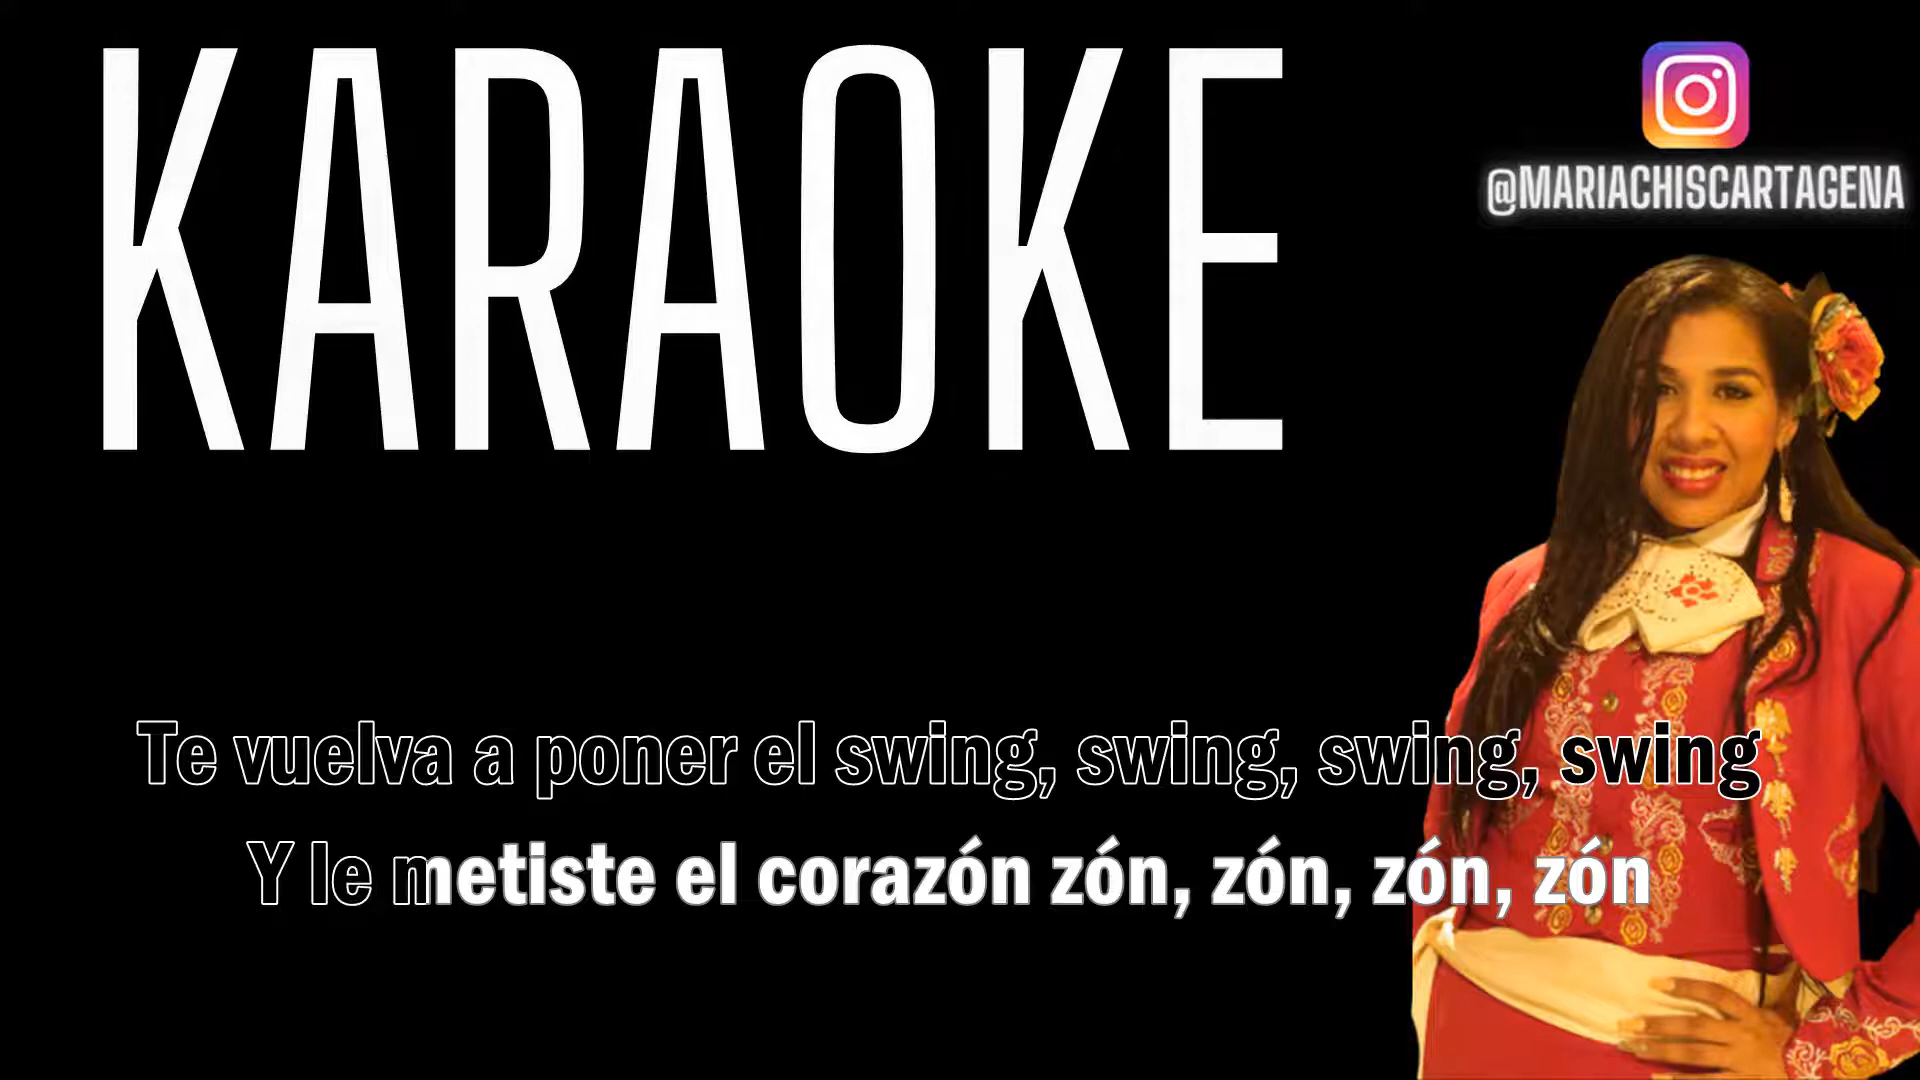 KARAOKE
@MARIACHISCARTAGENA
Te vuelva a poner el swing, swing, swing, swing
Y le metiste el corazón zón, zón, zón, zón